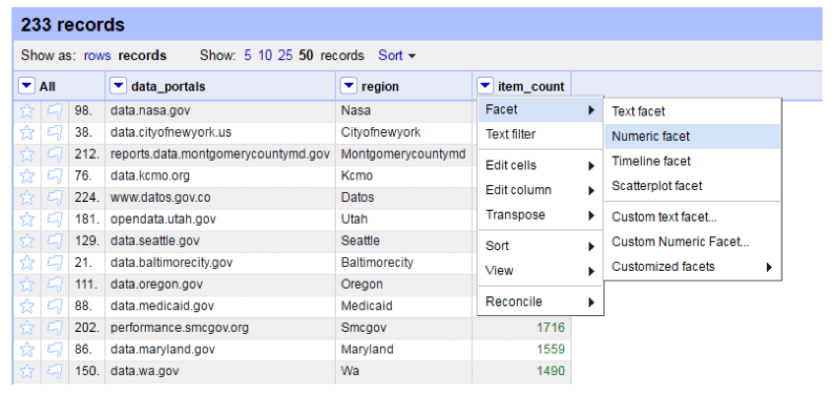 233 records
Show as: rows records Show: 5 10 25 50 records Sort
All data_portals region item_count
98. data.nasa.gov Nasa
38. data.cityofnewyork.us Cityofnewyork
212. reports.data.montgomerycountymd.gov Montgomerycountymd
76. data.kcmo.org Kcmo
224. www.datos.gov.co Datos
181. opendata.utah.gov Utah
129. data.seattle.gov Seattle
21. data.baltimorecity.gov Baltimorecity
111. data.oregon.gov Oregon
88. data.medicaid.gov Medicaid
202. performance.smcgov.org Smcgov 1716
86. data.maryland.gov Maryland 1559
150. data.wa.gov Wa 1490
Facet
Text filter
Edit cells
Edit column
Transpose
Sort
View
Reconcile
Text facet
Numeric facet
Timeline facet
Scatterplot facet
Custom text facet...
Custom Numeric Facet...
Customized facets